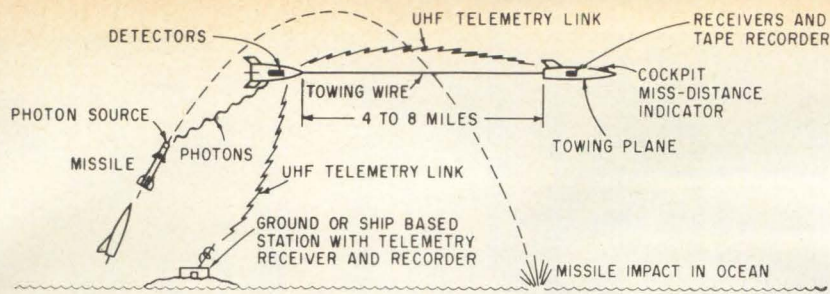 UHF TELEMETRY LINK
DETECTORS
RECEIVERS AND
TAPE RECORDER
COCKPIT
MISS-DISTANCE
INDICATOR
TOWING WIRE
4 TO 8 MILES
TOWING PLANE
PHOTON SOURCE
MISSILE
PHOTONS
UHF TELEMETRY LINK
GROUND OR SHIP BASED
STATION WITH TELEMETRY
RECEIVER AND RECORDER
MISSILE IMPACT IN OCEAN